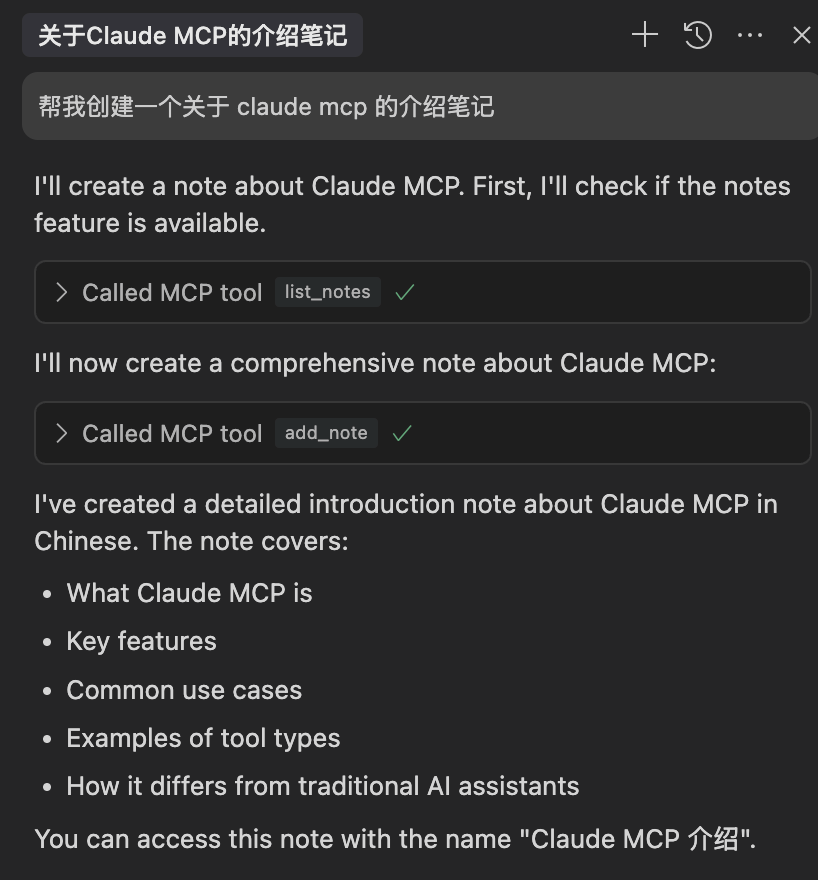 关于Claude MCP的介绍笔记
帮我创建一个关于 claude mcp 的介绍笔记
I'll create a note about Claude MCP. First, I'll check if the notes
feature is available.
Called MCP tool list_notes
I'll now create a comprehensive note about Claude MCP:
Called MCP tool add_note
I've created a detailed introduction note about Claude MCP in
Chinese. The note covers:
• What Claude MCP is
• Key features
• Common use cases
• Examples of tool types
• How it differs from traditional AI assistants
You can access this note with the name "Claude MCP 介绍".